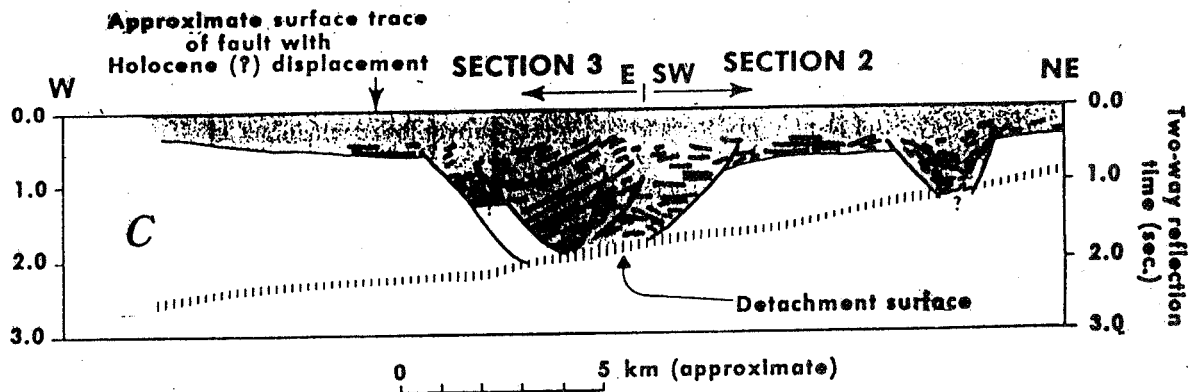 Approximate surface trace
of fault with
Holocene (?) displacement
SECTION 3
SECTION 2
W
E
SW
NE
0.0
1.0
2.0
3.0
0.0
1.0
2.0
3.0
Two-way reflection
time (sec.)
C
?
?
Detachment surface
0 5 km (approximate)